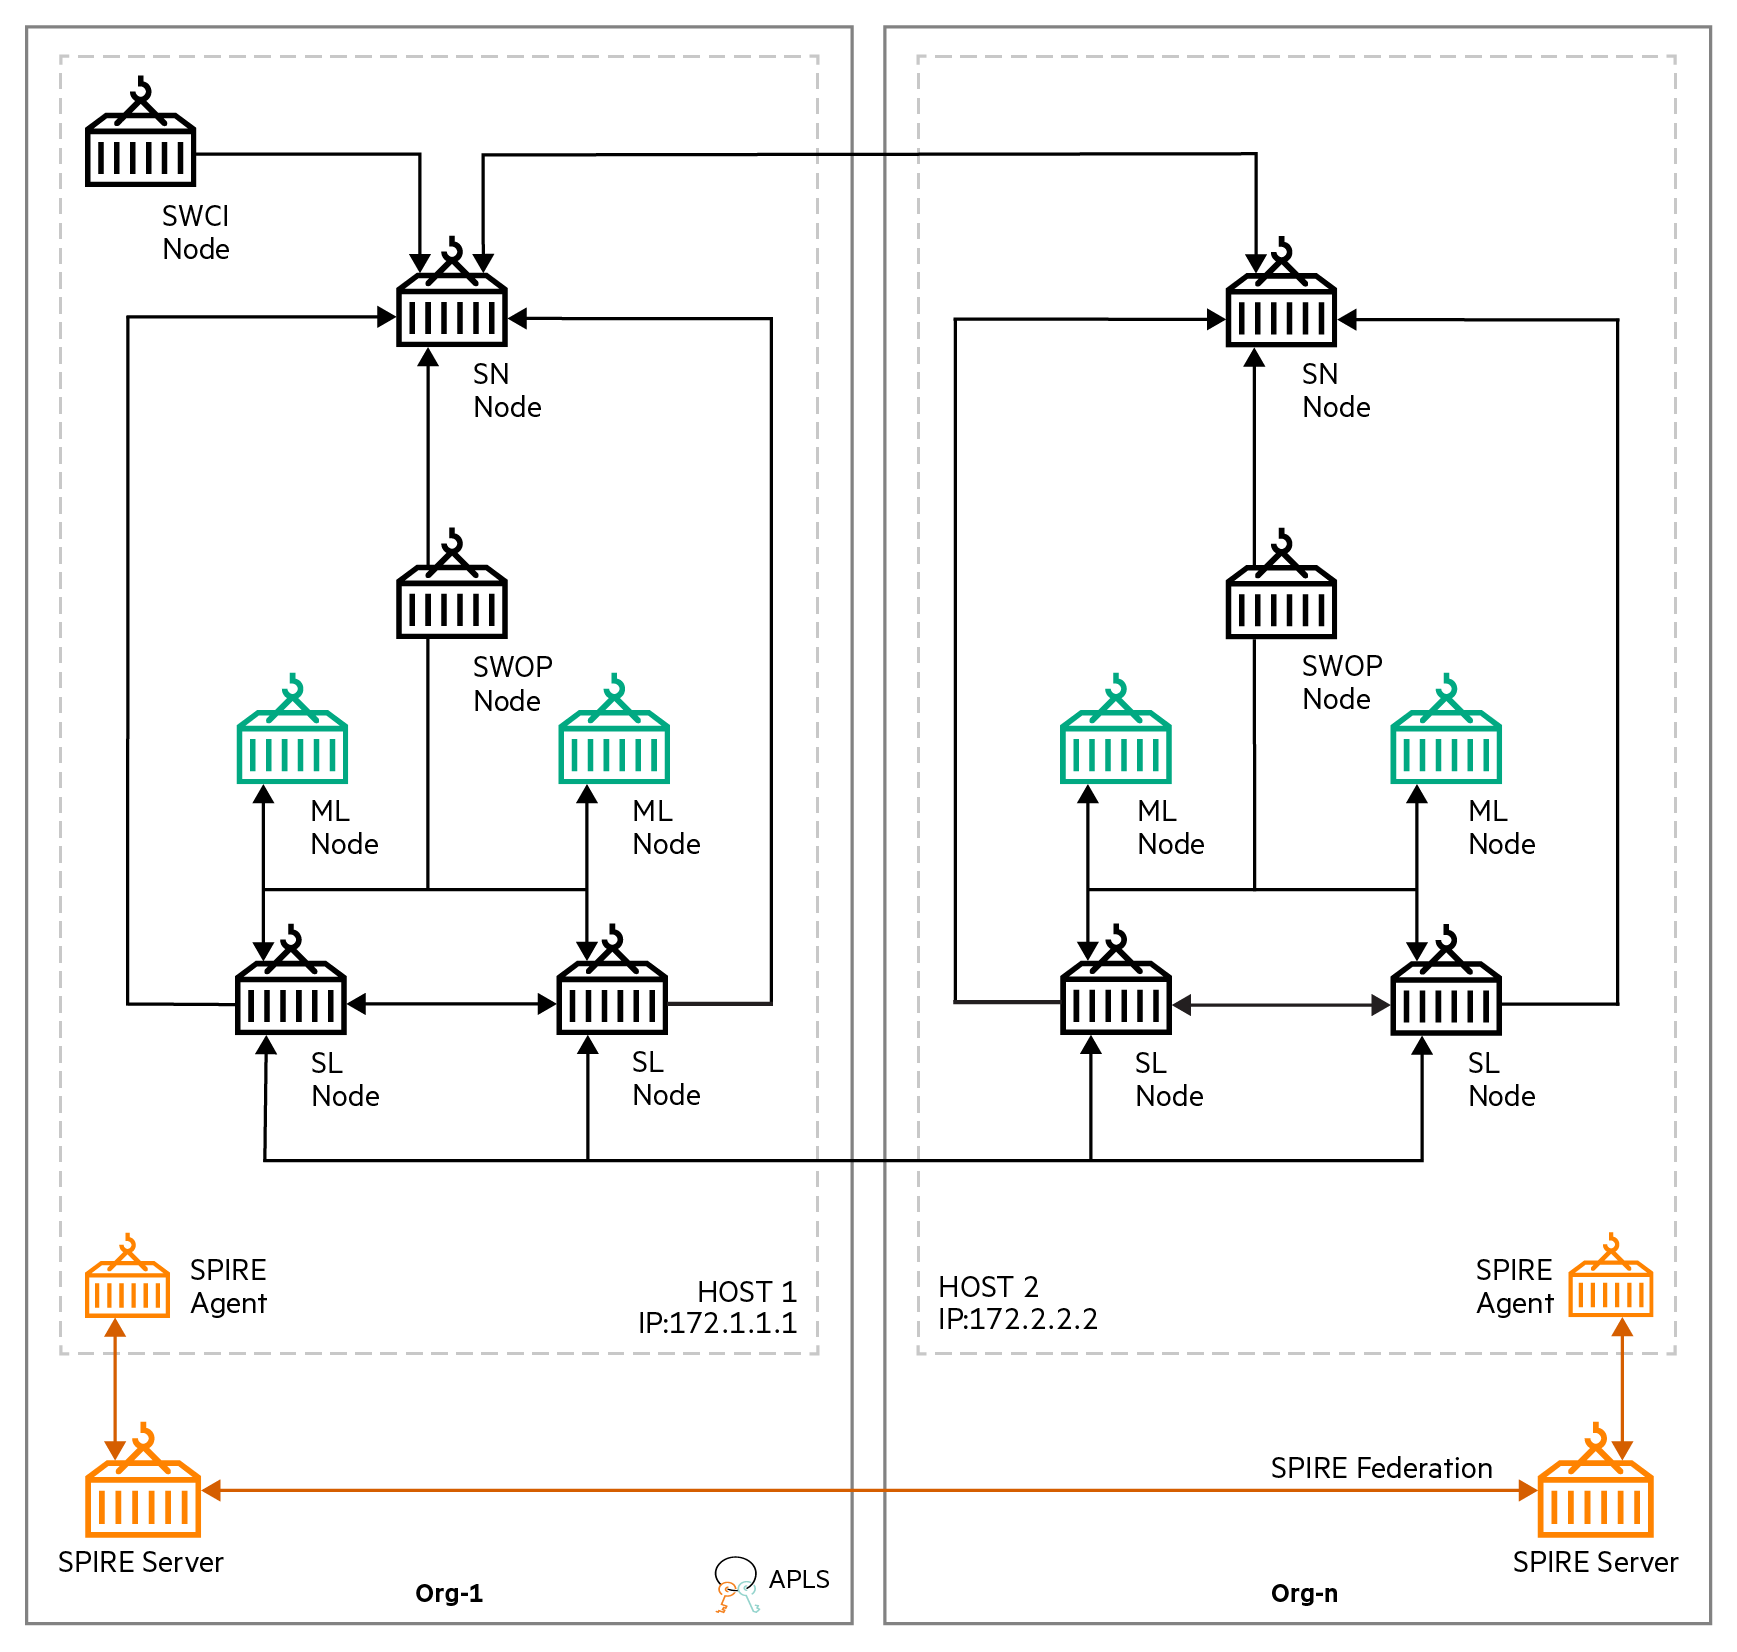 SWCI
Node
SN
Node
SN
Node
SWOP
Node
SWOP
Node
ML
Node
ML
Node
ML
Node
ML
Node
SL
Node
SL
Node
SL
Node
SL
Node
SPIRE
Agent
HOST 1
IP:172.1.1.1
HOST 2
IP:172.2.2.2
SPIRE
Agent
SPIRE Federation
SPIRE Server
APLS
Org-1
SPIRE Server
Org-n